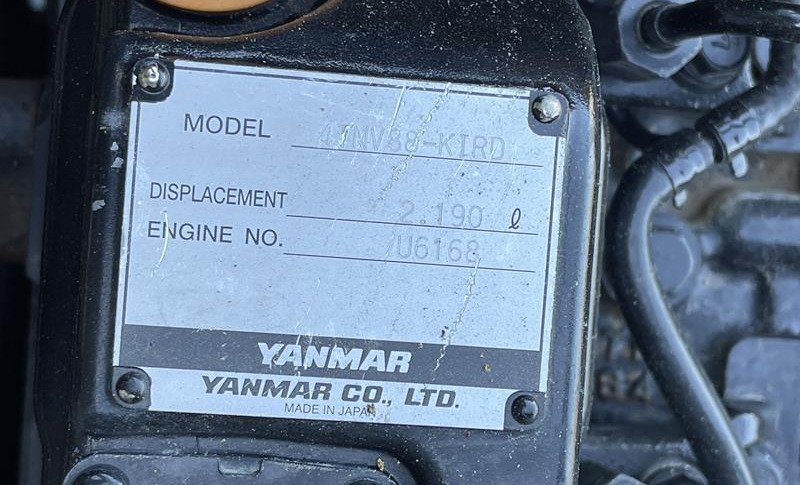 MODEL 4TNV88-KIRD
DISPLACEMENT 2.190 ℓ
ENGINE NO. U6168
YANMAR
YANMAR CO., LTD.
MADE IN JAPAN